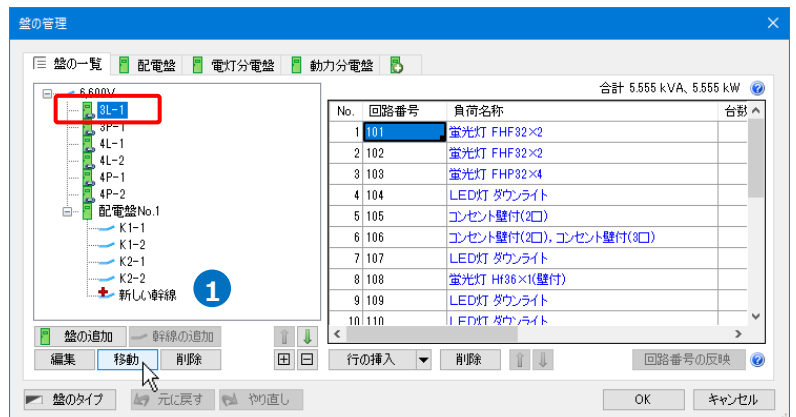 盤の管理
盤の一覧 配電盤 電灯分電盤 動力分電盤
合計 5.555 kVA、5.555 kW
6,600V
3L-1
3P-1
4L-1
4L-2
4P-1
4P-2
配電盤No.1
K1-1
K1-2
K2-1
K2-2
新しい幹線
1
No. 回路番号 負荷名称 台数
1 101 蛍光灯 FHF32×2
2 102 蛍光灯 FHF32×2
3 103 蛍光灯 FHP32×4
4 104 LED灯 ダウンライト
5 105 コンセント壁付(2口)
6 106 コンセント壁付(2口), コンセント壁付(3口)
7 107 LED灯 ダウンライト
8 108 蛍光灯 Hf36×1(壁付)
9 109 LED灯 ダウンライト
10 110 LED灯 ダウンライト
盤の追加 幹線の追加
編集 移動 削除 行の挿入 削除 回路番号の反映
盤のタイプ 元に戻す やり直し OK キャンセル